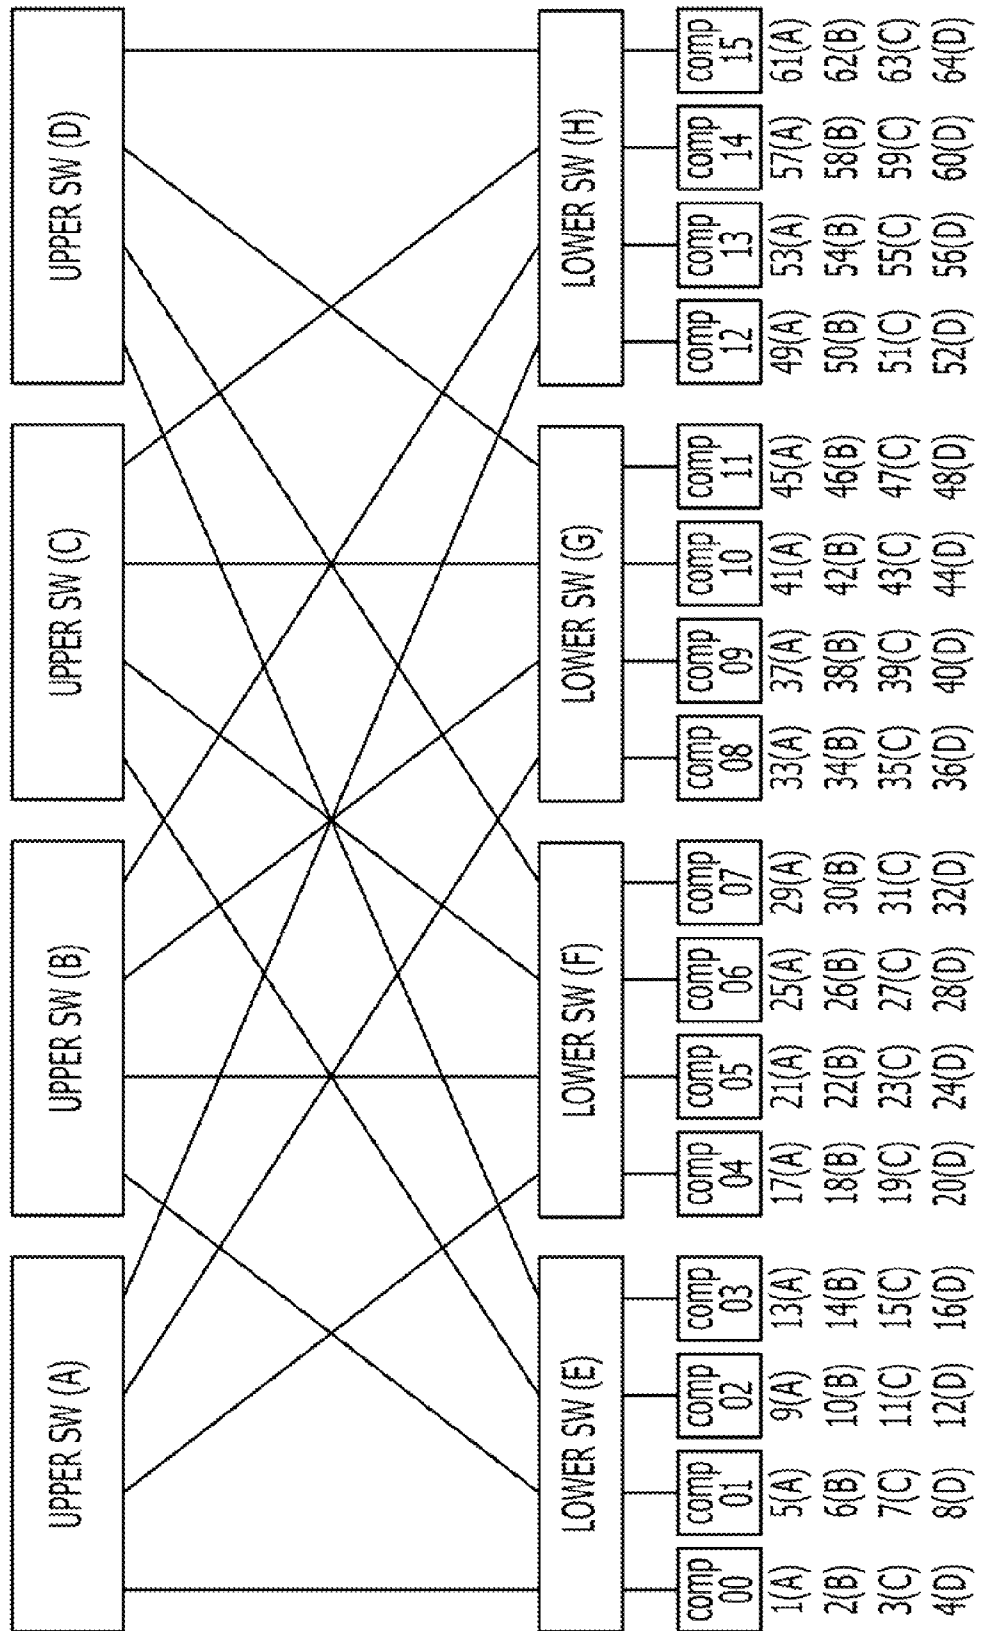 UPPER SW (A)
UPPER SW (B)
UPPER SW (C)
UPPER SW (D)
LOWER SW (E)
LOWER SW (F)
LOWER SW (G)
LOWER SW (H)
comp
00
comp
01
comp
02
comp
03
comp
04
comp
05
comp
06
comp
07
comp
08
comp
09
comp
10
comp
11
comp
12
comp
13
comp
14
comp
15
1(A) 5(A) 9(A) 13(A) 17(A) 21(A) 25(A) 29(A) 33(A) 37(A) 41(A) 45(A) 49(A) 53(A) 57(A) 61(A)
2(B) 6(B) 10(B) 14(B) 18(B) 22(B) 26(B) 30(B) 34(B) 38(B) 42(B) 46(B) 50(B) 54(B) 58(B) 62(B)
3(C) 7(C) 11(C) 15(C) 19(C) 23(C) 27(C) 31(C) 35(C) 39(C) 43(C) 47(C) 51(C) 55(C) 59(C) 63(C)
4(D) 8(D) 12(D) 16(D) 20(D) 24(D) 28(D) 32(D) 36(D) 40(D) 44(D) 48(D) 52(D) 56(D) 60(D) 64(D)